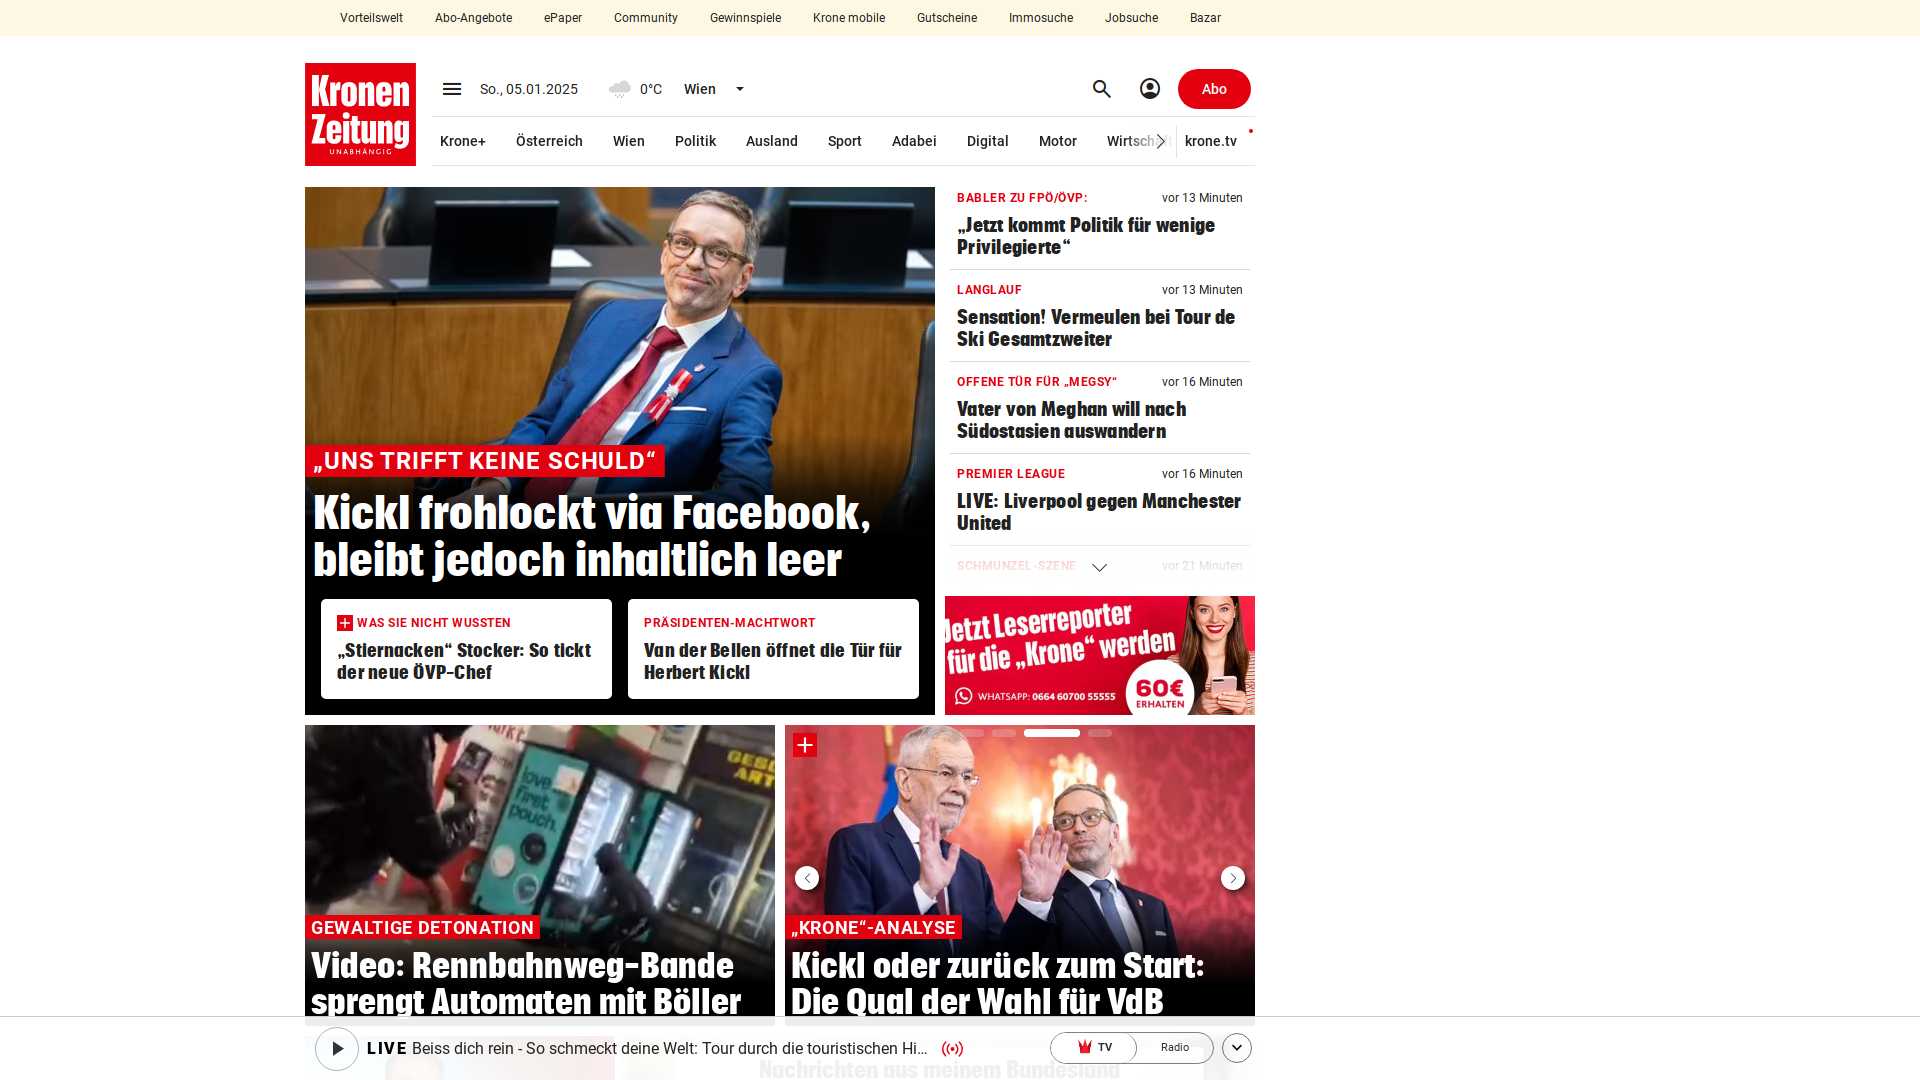 Vorteilswelt Abo-Angebote ePaper Community Gewinnspiele Krone mobile Gutscheine Immosuche Jobsuche Bazar
Kronen
Zeitung
UNABHÄNGIG
So., 05.01.2025 0°C Wien Abo
Krone+ Österreich Wien Politik Ausland Sport Adabei Digital Motor Wirtschaft krone.tv
„UNS TRIFFT KEINE SCHULD“
Kickl frohlockt via Facebook,
bleibt jedoch inhaltlich leer
WAS SIE NICHT WUSSTEN
„Stiernacken“ Stocker: So tickt
der neue ÖVP-Chef
PRÄSIDENTEN-MACHTWORT
Van der Bellen öffnet die Tür für
Herbert Kickl
BABLER ZU FPÖ/ÖVP: vor 13 Minuten
„Jetzt kommt Politik für wenige
Privilegierte“
LANGLAUF vor 13 Minuten
Sensation! Vermeulen bei Tour de
Ski Gesamtzweiter
OFFENE TÜR FÜR „MEGSY“ vor 16 Minuten
Vater von Meghan will nach
Südostasien auswandern
PREMIER LEAGUE vor 16 Minuten
LIVE: Liverpool gegen Manchester
United
SCHMUNZEL-SZENE vor 21 Minuten
Jetzt Leserreporter
für die „Krone“ werden
WHATSAPP: 0664 60700 55555
60€
ERHALTEN
love
first.
pouch.
GEWALTIGE DETONATION
Video: Rennbahnweg-Bande
sprengt Automaten mit Böller
„KRONE“-ANALYSE
Kickl oder zurück zum Start:
Die Qual der Wahl für VdB
LIVE Beiss dich rein - So schmeckt deine Welt: Tour durch die touristischen Hi... TV Radio
Nachrichten aus meinem Bundesland